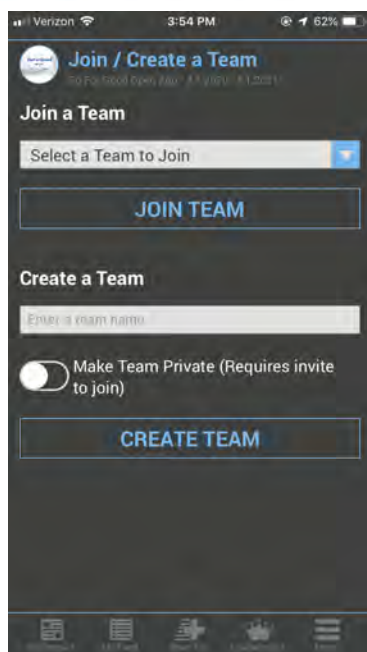 Verizon 3:54 PM 62%
Join / Create a Team
Join a Team
Select a Team to Join
JOIN TEAM
Create a Team
Enter a team name
Make Team Private (Requires invite
to join)
CREATE TEAM